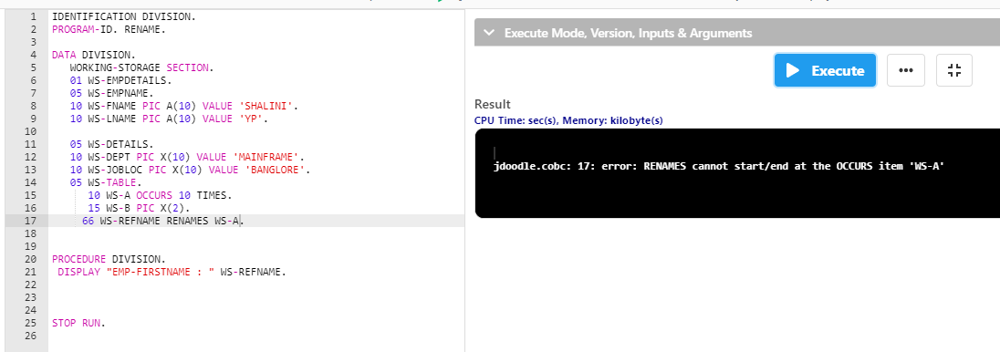 1 IDENTIFICATION DIVISION.
2 PROGRAM-ID. RENAME.
3
4 DATA DIVISION.
5 WORKING-STORAGE SECTION.
6 01 WS-EMPDETAILS.
7 05 WS-EMPNAME.
8 10 WS-FNAME PIC A(10) VALUE 'SHALINI'.
9 10 WS-LNAME PIC A(10) VALUE 'YP'.
10
11 05 WS-DETAILS.
12 10 WS-DEPT PIC X(10) VALUE 'MAINFRAME'.
13 10 WS-JOBLOC PIC X(10) VALUE 'BANGLORE'.
14 05 WS-TABLE.
15 10 WS-A OCCURS 10 TIMES.
16 15 WS-B PIC X(2).
17 66 WS-REFNAME RENAMES WS-A.
18
19
20 PROCEDURE DIVISION.
21 DISPLAY "EMP-FIRSTNAME : " WS-REFNAME.
22
23
24
25 STOP RUN.
26
Execute Mode, Version, Inputs & Arguments
Execute
Result
CPU Time: sec(s), Memory: kilobyte(s)
jdoodle.cobc: 17: error: RENAMES cannot start/end at the OCCURS item 'WS-A'